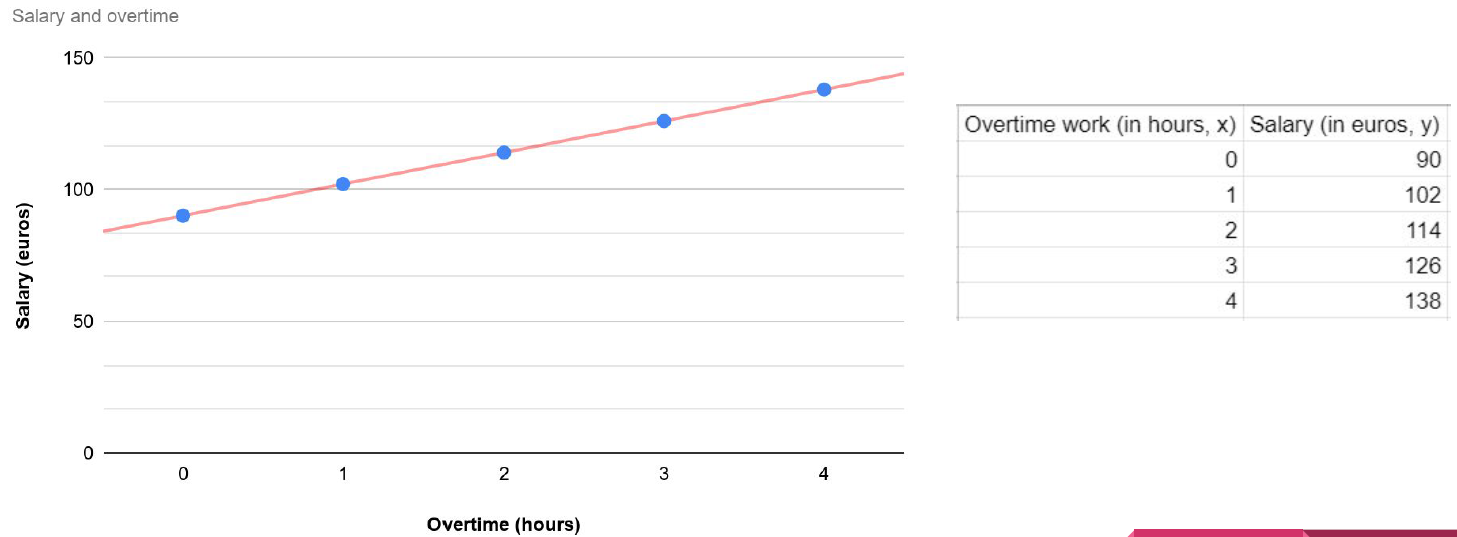 Salary and overtime
150
100
50
0
Salary (euros)
0 1 2 3 4
Overtime (hours)
Overtime work (in hours, x) Salary (in euros, y)
0 90
1 102
2 114
3 126
4 138